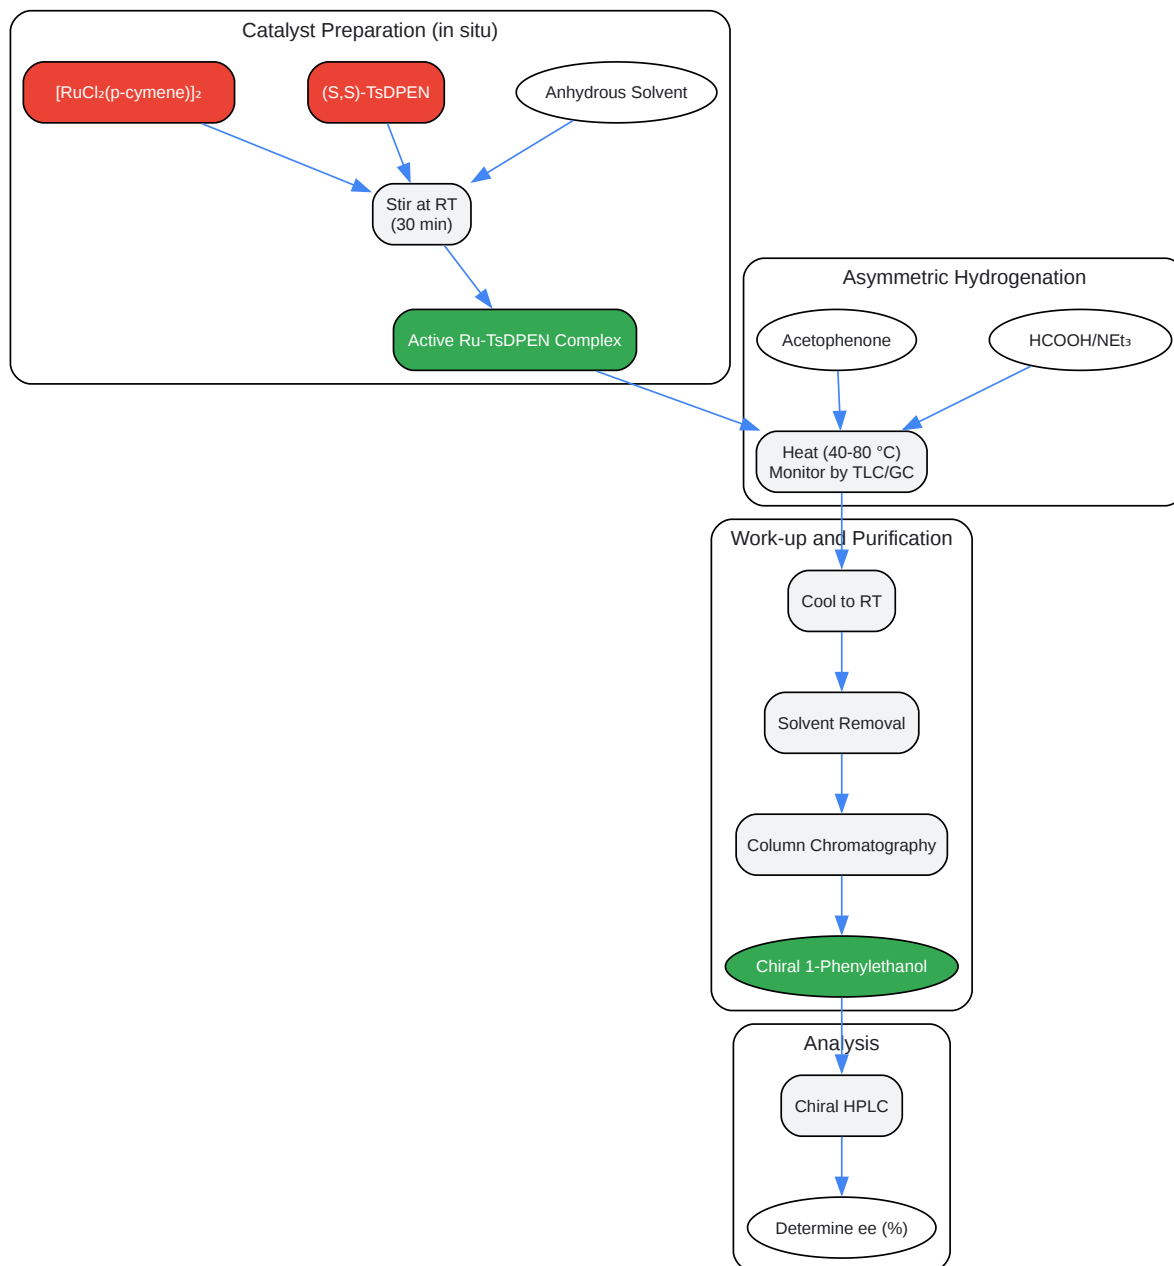 Catalyst Preparation (in situ)
[RuCl₂(p-cymene)]₂
(S,S)-TsDPEN
Anhydrous Solvent
Stir at RT
(30 min)
Active Ru-TsDPEN Complex
Asymmetric Hydrogenation
Acetophenone
HCOOH/NEt₃
Heat (40-80 °C)
Monitor by TLC/GC
Work-up and Purification
Cool to RT
Solvent Removal
Column Chromatography
Chiral 1-Phenylethanol
Analysis
Chiral HPLC
Determine ee (%)